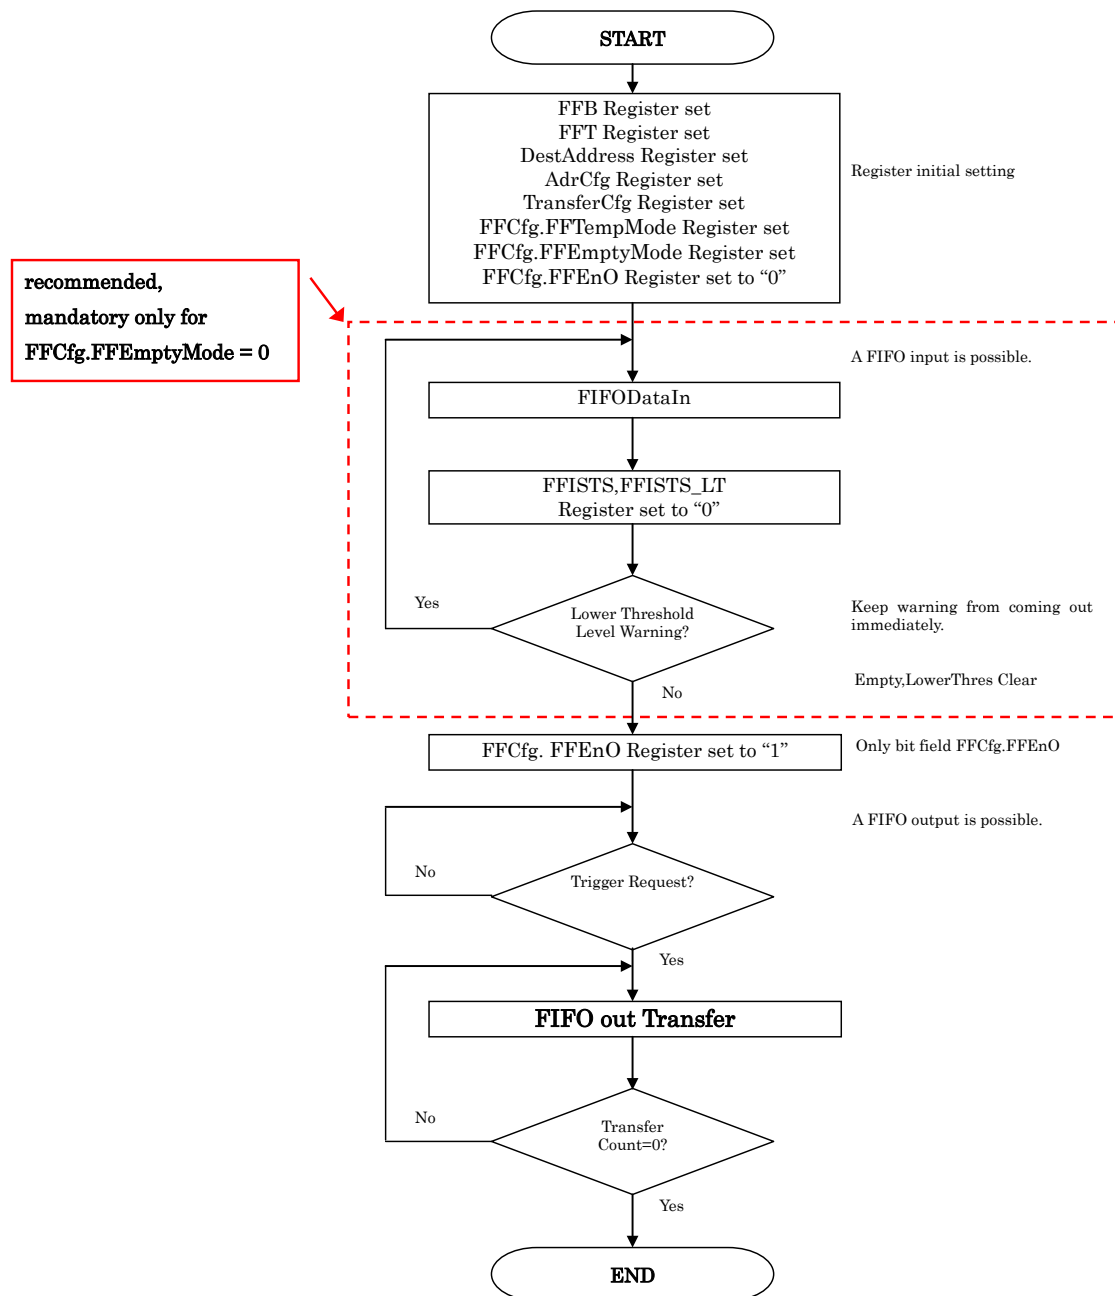 START
FFB Register set
FFT Register set
DestAddress Register set
AdrCfg Register set
TransferCfg Register set
FFCfg.FFTempMode Register set
FFCfg.FFEmptyMode Register set
FFCfg.FFEnO Register set to “0”
Register initial setting
recommended,
mandatory only for
FFCfg.FFEmptyMode = 0
A FIFO input is possible.
FIFODataIn
FFISTS,FFISTS_LT
Register set to “0”
Yes
Lower Threshold
Level Warning?
Keep warning from coming out
immediately.
No
Empty,LowerThres Clear
FFCfg. FFEnO Register set to “1”
Only bit field FFCfg.FFEnO
A FIFO output is possible.
No
Trigger Request?
Yes
FIFO out Transfer
No
Transfer
Count=0?
Yes
END